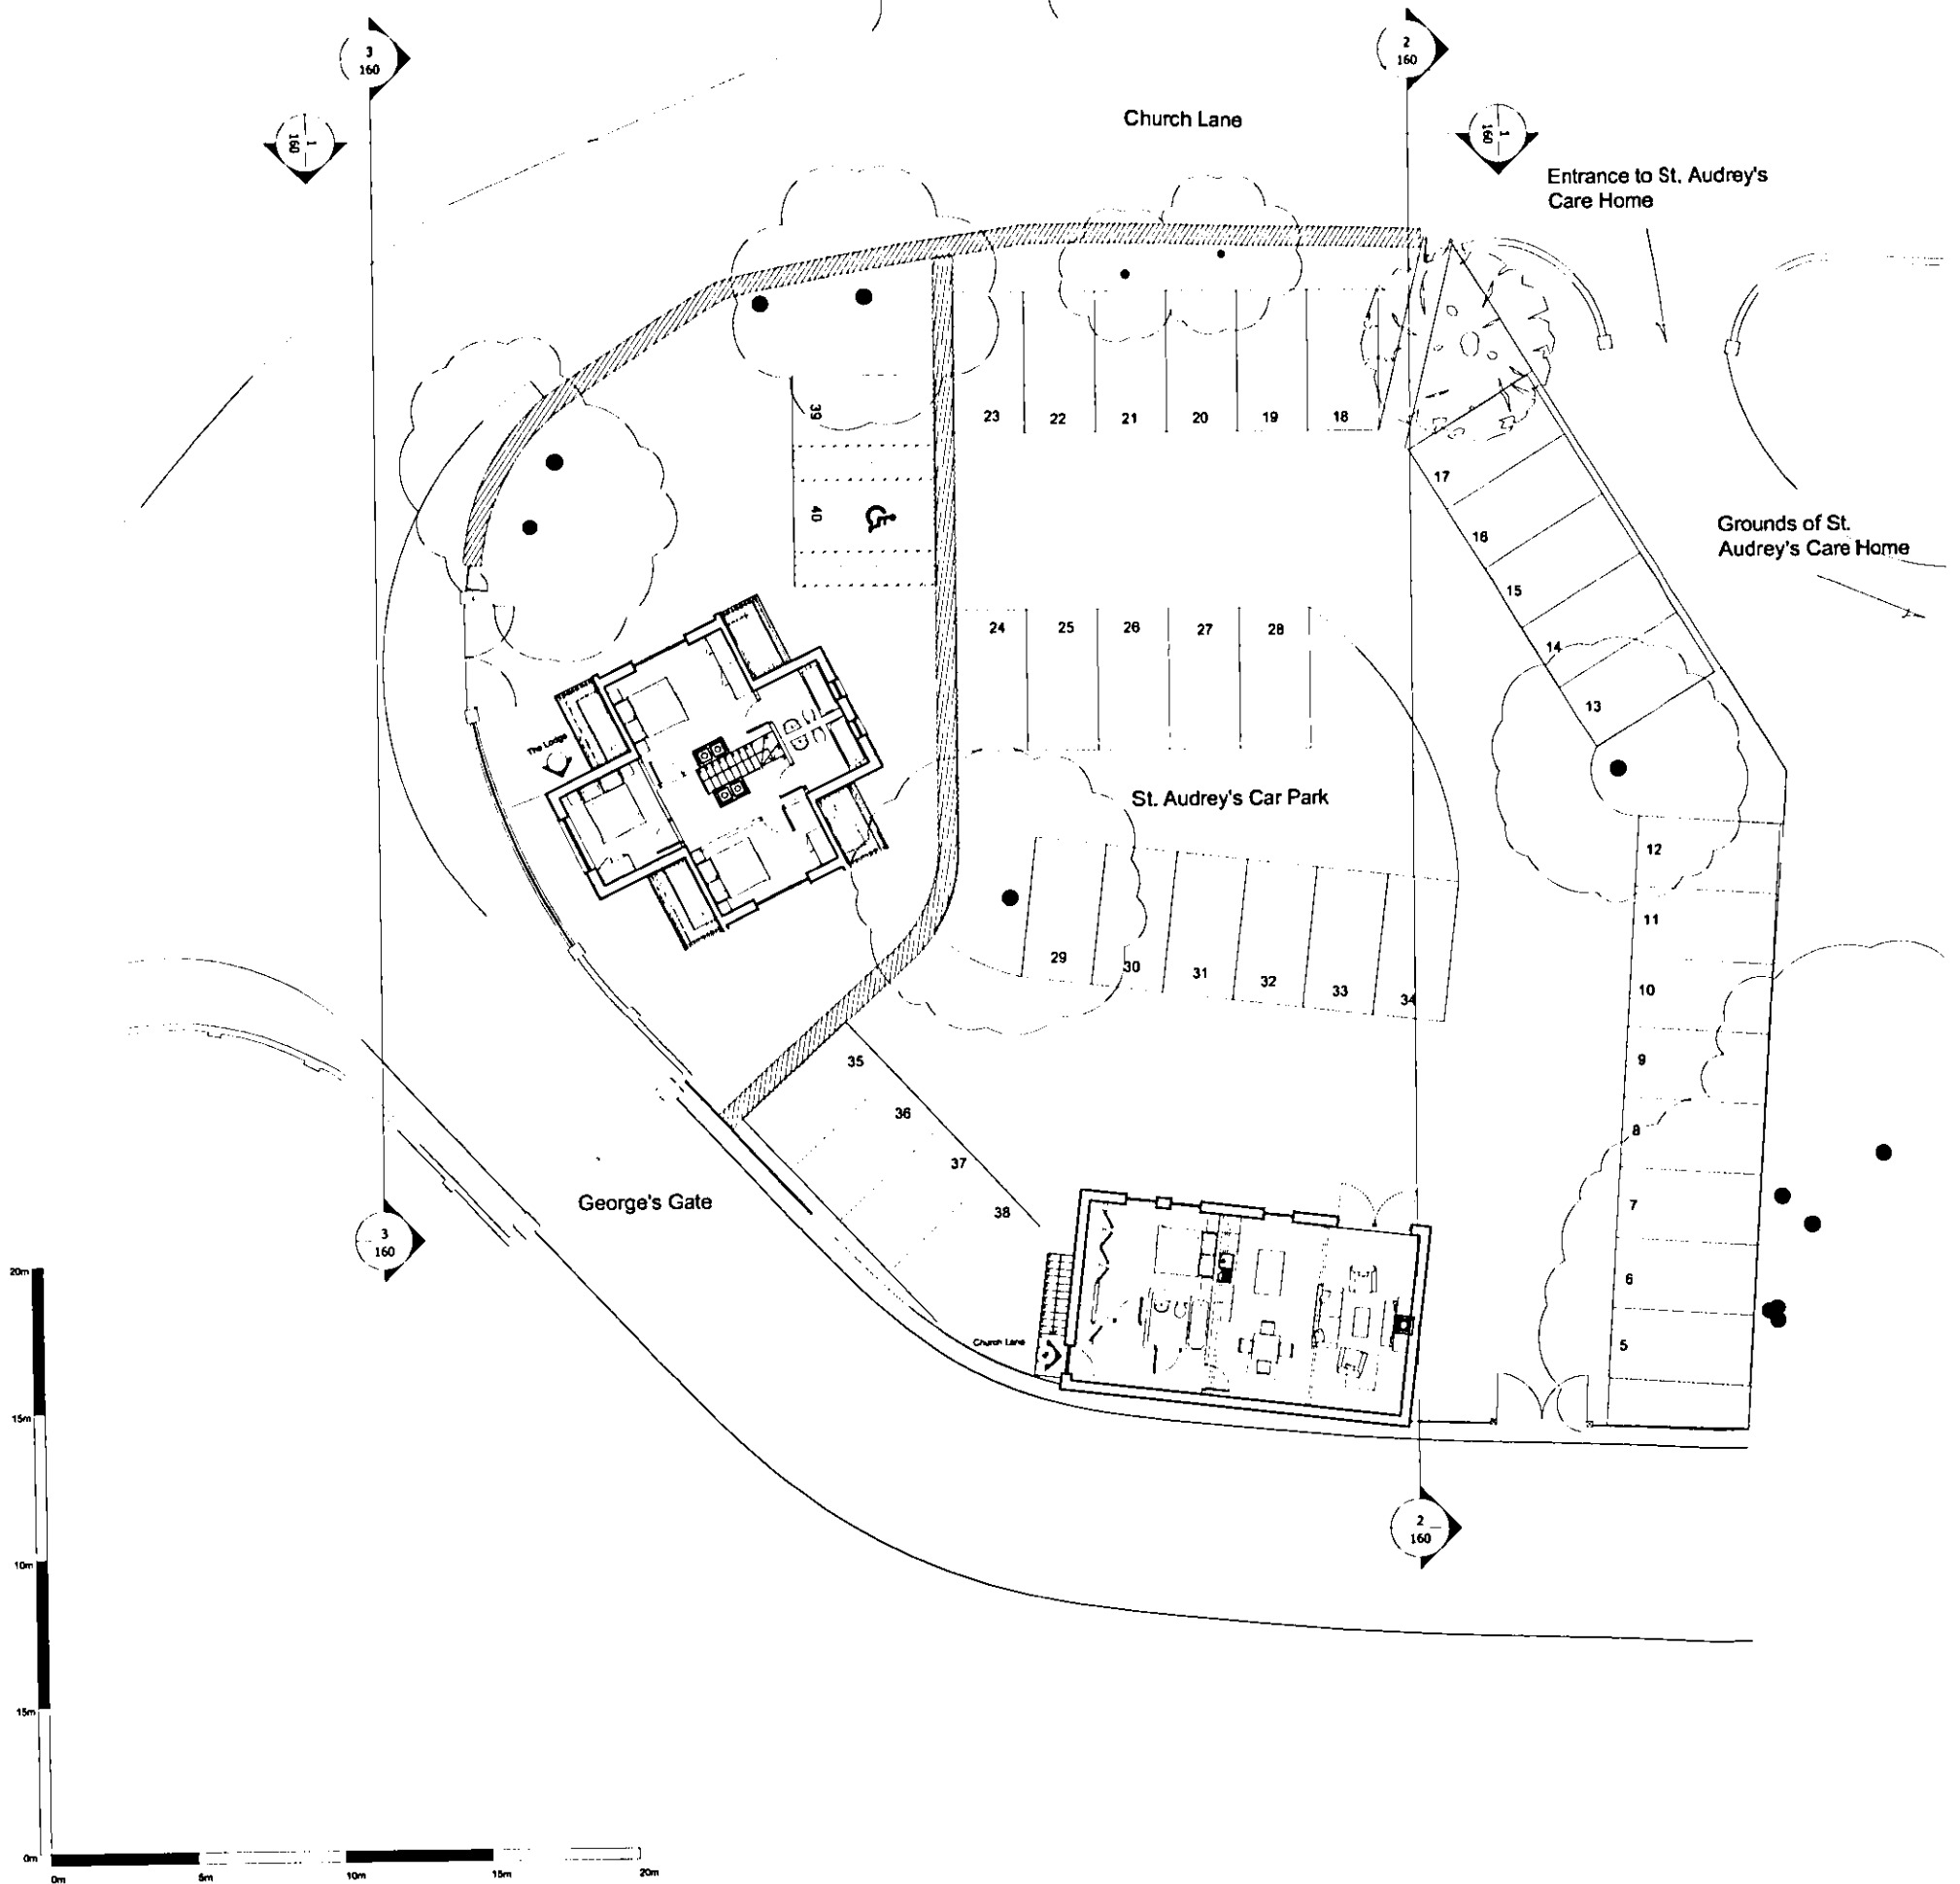 3
160
2
160
1
160
1
160
Church Lane
Entrance to St. Audrey's
Care Home
Grounds of St.
Audrey's Care Home
39
40
23
22
21
20
19
18
17
16
15
14
13
24
25
26
27
28
The Lodge
St. Audrey's Car Park
12
11
10
9
8
7
6
5
29
30
31
32
33
34
35
36
37
38
George's Gate
Church Lane
3
160
2
160
20m
15m
10m
15m
0m
0m
5m
10m
15m
20m